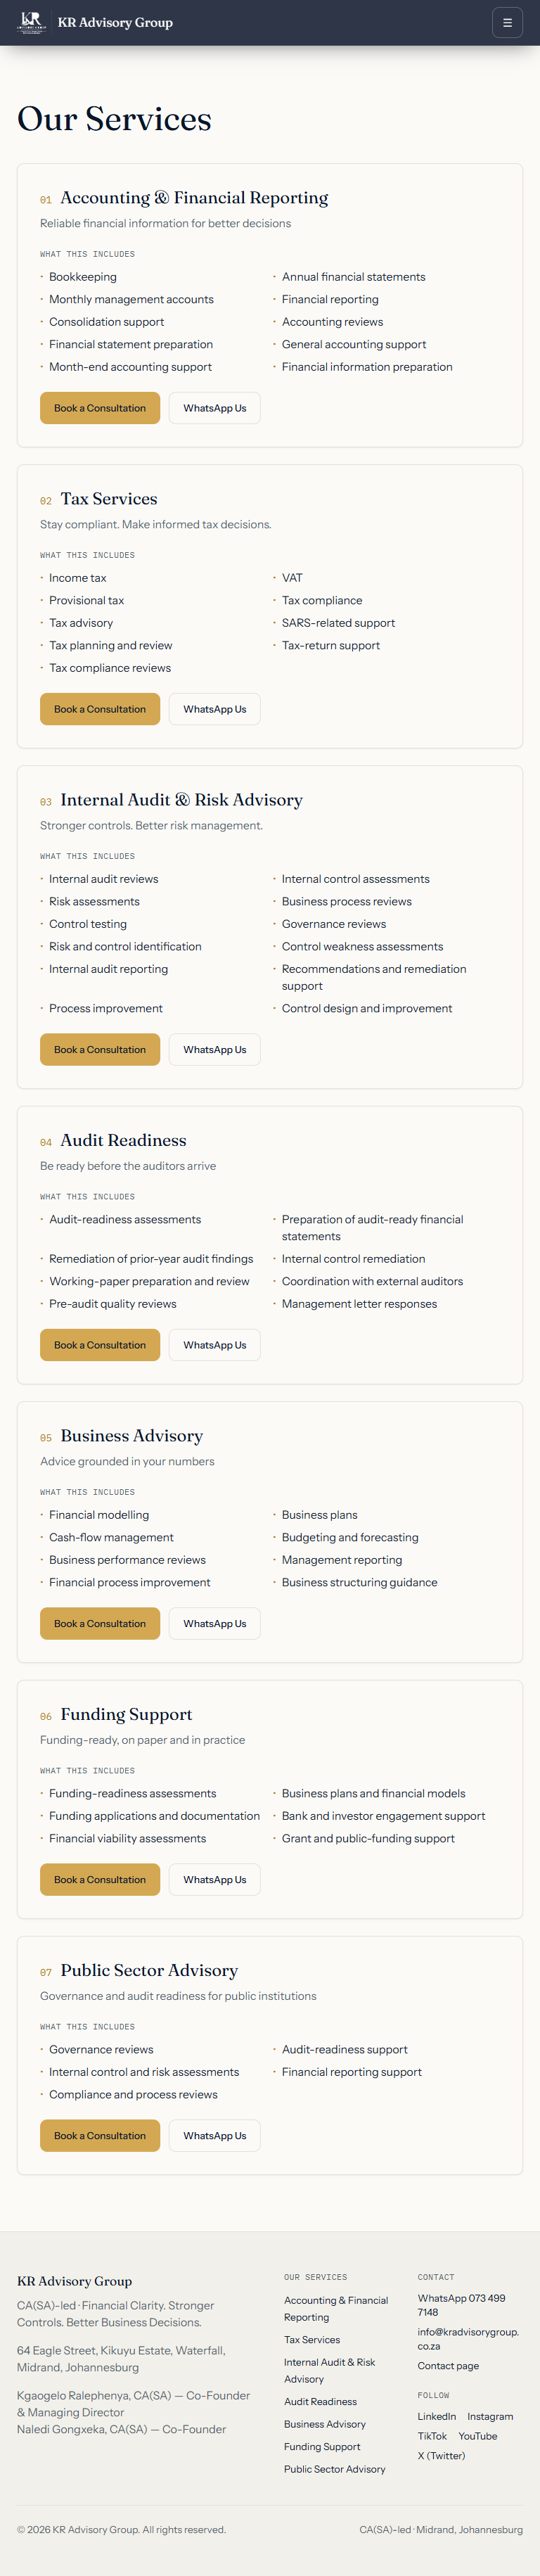 KR
KR Advisory Group
☰
Our Services
01 Accounting & Financial Reporting
Reliable financial information for better decisions
WHAT THIS INCLUDES
· Bookkeeping
· Annual financial statements
· Monthly management accounts
· Financial reporting
· Consolidation support
· Accounting reviews
· Financial statement preparation
· General accounting support
· Month-end accounting support
· Financial information preparation
Book a Consultation
WhatsApp Us
02 Tax Services
Stay compliant. Make informed tax decisions.
WHAT THIS INCLUDES
· Income tax
· VAT
· Provisional tax
· Tax compliance
· Tax advisory
· SARS-related support
· Tax planning and review
· Tax-return support
· Tax compliance reviews
Book a Consultation
WhatsApp Us
03 Internal Audit & Risk Advisory
Stronger controls. Better risk management.
WHAT THIS INCLUDES
· Internal audit reviews
· Internal control assessments
· Risk assessments
· Business process reviews
· Control testing
· Governance reviews
· Risk and control identification
· Control weakness assessments
· Internal audit reporting
· Recommendations and remediation
support
· Process improvement
· Control design and improvement
Book a Consultation
WhatsApp Us
04 Audit Readiness
Be ready before the auditors arrive
WHAT THIS INCLUDES
· Audit-readiness assessments
· Preparation of audit-ready financial
statements
· Remediation of prior-year audit findings
· Internal control remediation
· Working-paper preparation and review
· Coordination with external auditors
· Pre-audit quality reviews
· Management letter responses
Book a Consultation
WhatsApp Us
05 Business Advisory
Advice grounded in your numbers
WHAT THIS INCLUDES
· Financial modelling
· Business plans
· Cash-flow management
· Budgeting and forecasting
· Business performance reviews
· Management reporting
· Financial process improvement
· Business structuring guidance
Book a Consultation
WhatsApp Us
06 Funding Support
Funding-ready, on paper and in practice
WHAT THIS INCLUDES
· Funding-readiness assessments
· Business plans and financial models
· Funding applications and documentation
· Bank and investor engagement support
· Financial viability assessments
· Grant and public-funding support
Book a Consultation
WhatsApp Us
07 Public Sector Advisory
Governance and audit readiness for public institutions
WHAT THIS INCLUDES
· Governance reviews
· Audit-readiness support
· Internal control and risk assessments
· Financial reporting support
· Compliance and process reviews
Book a Consultation
WhatsApp Us
KR Advisory Group
CA(SA)-led · Financial Clarity. Stronger
Controls. Better Business Decisions.
64 Eagle Street, Kikuyu Estate, Waterfall,
Midrand, Johannesburg
Kgaogelo Ralephenya, CA(SA) — Co-Founder
& Managing Director
Naledi Gongxeka, CA(SA) — Co-Founder
OUR SERVICES
Accounting & Financial
Reporting
Tax Services
Internal Audit & Risk
Advisory
Audit Readiness
Business Advisory
Funding Support
Public Sector Advisory
CONTACT
WhatsApp 073 499
7148
info@kradvisorygroup.
co.za
Contact page
FOLLOW
LinkedIn Instagram
TikTok YouTube
X (Twitter)
© 2026 KR Advisory Group. All rights reserved.
CA(SA)-led · Midrand, Johannesburg